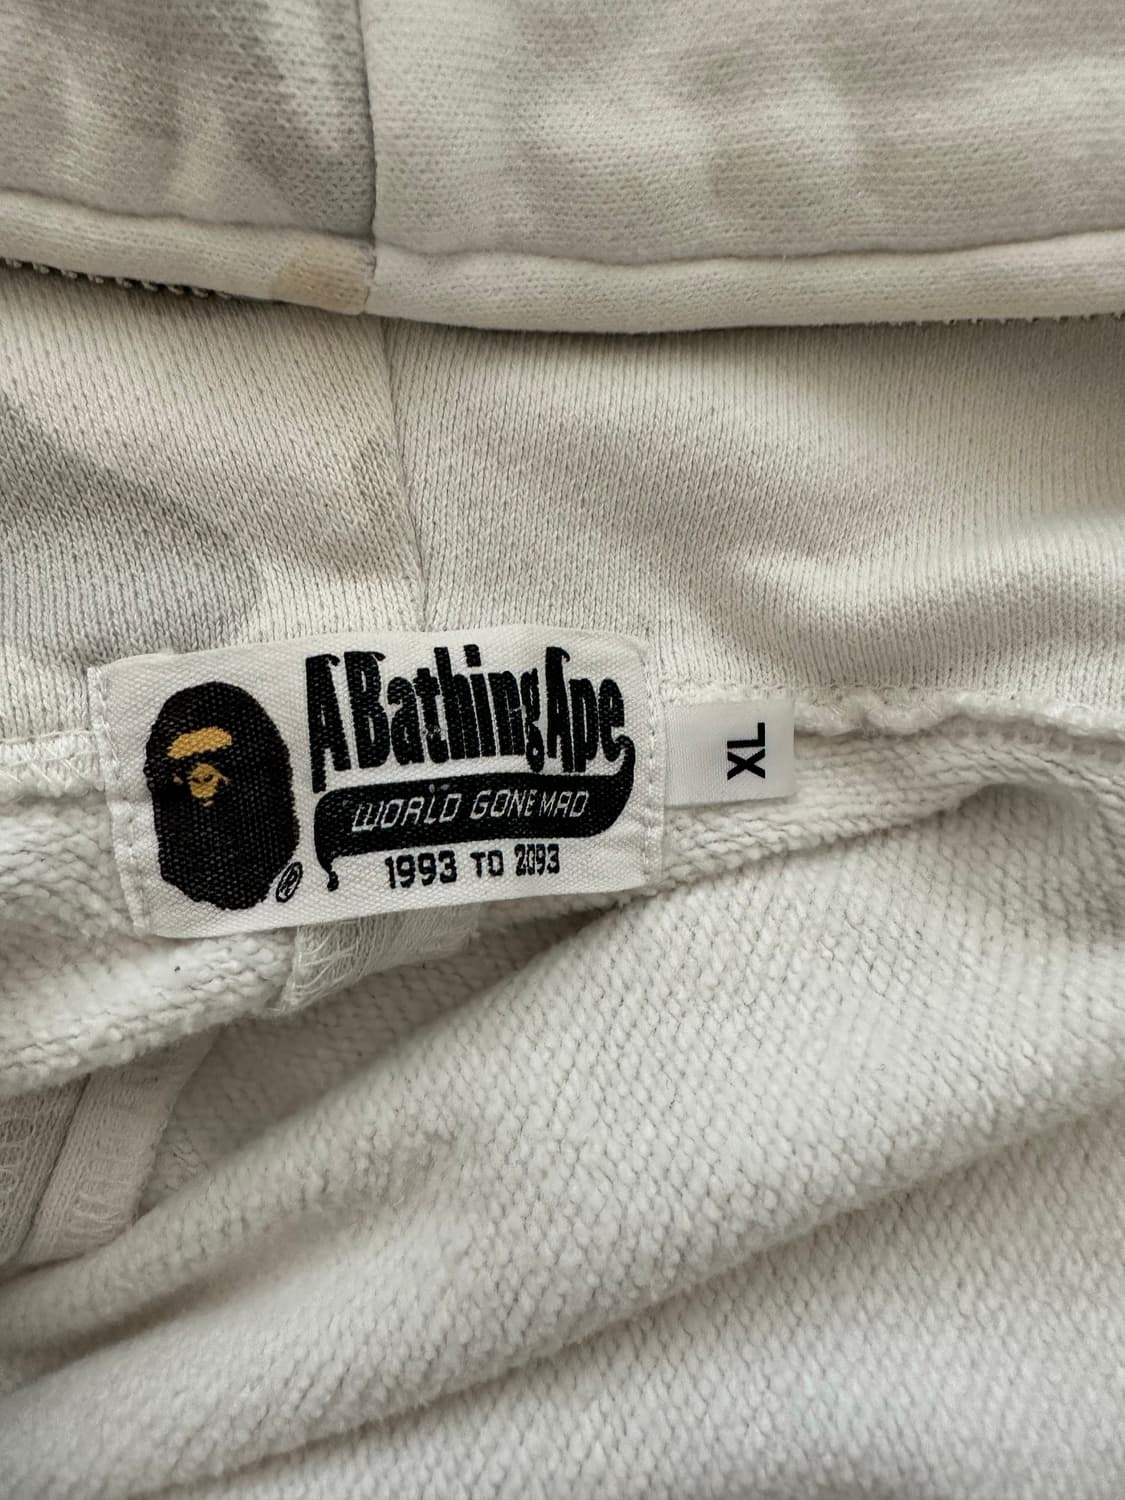 A Bathing Ape
WORLD GONE MAD
1993 TO 2093
®
XL